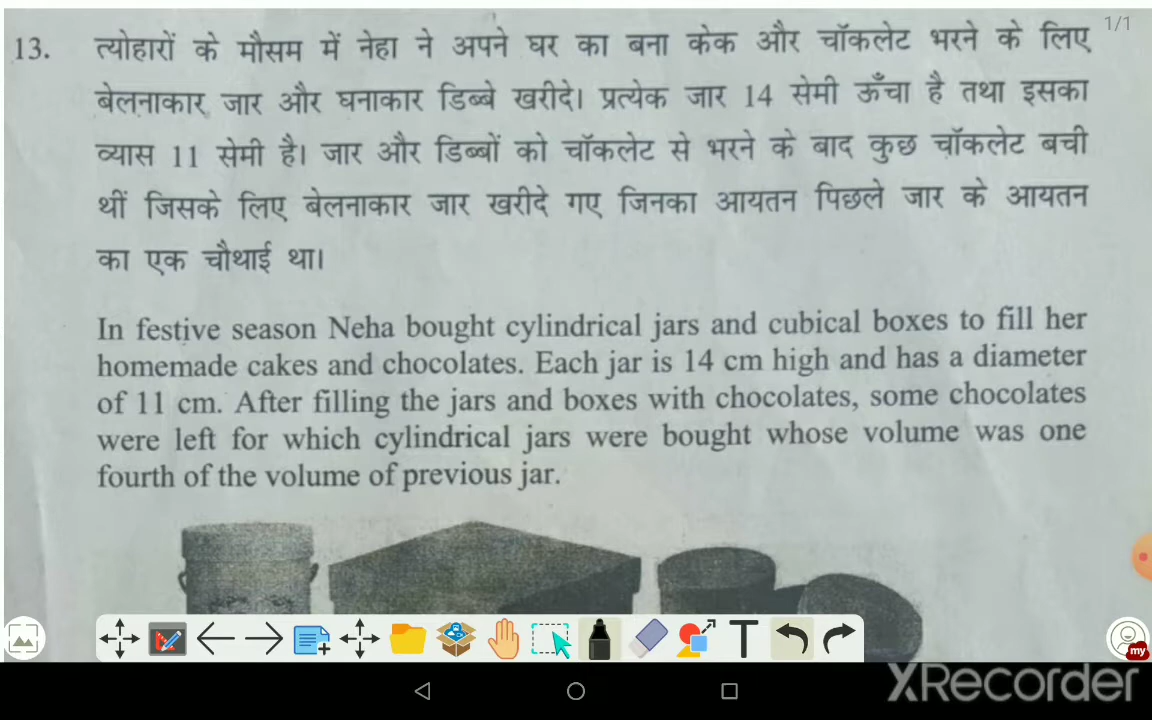 1/1
13. त्योहारों के मौसम में नेहा ने अपने घर का बना केक और चॉकलेट भरने के लिए
बेलनाकार जार और घनाकार डिब्बे खरीदे। प्रत्येक जार 14 सेमी ऊँचा है तथा इसका
व्यास 11 सेमी है। जार और डिब्बों को चॉकलेट से भरने के बाद कुछ चॉकलेट बची
थीं जिसके लिए बेलनाकार जार खरीदे गए जिनका आयतन पिछले जार के आयतन
का एक चौथाई था।
In festive season Neha bought cylindrical jars and cubical boxes to fill her
homemade cakes and chocolates. Each jar is 14 cm high and has a diameter
of 11 cm. After filling the jars and boxes with chocolates, some chocolates
were left for which cylindrical jars were bought whose volume was one
fourth of the volume of previous jar.
T
my
XRecorder